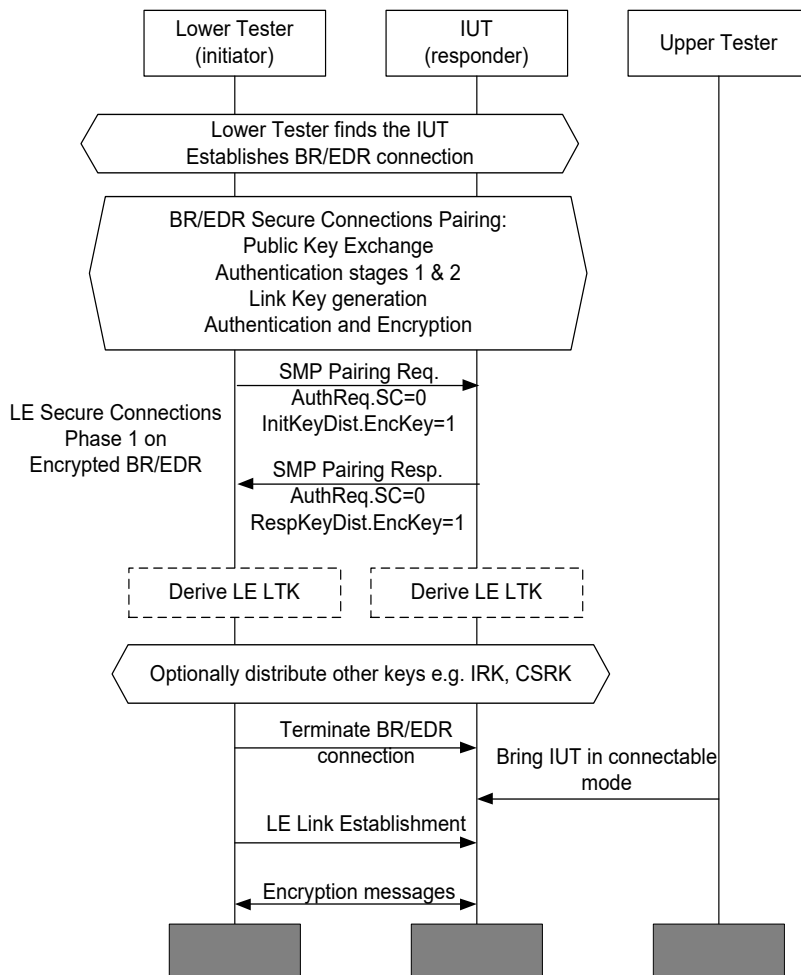 Lower Tester
(initiator)
IUT
(responder)
Upper Tester
Lower Tester finds the IUT
Establishes BR/EDR connection
BR/EDR Secure Connections Pairing:
Public Key Exchange
Authentication stages 1 & 2
Link Key generation
Authentication and Encryption
SMP Pairing Req.
AuthReq.SC=0
InitKeyDist.EncKey=1
LE Secure Connections
Phase 1 on
Encrypted BR/EDR
SMP Pairing Resp.
AuthReq.SC=0
RespKeyDist.EncKey=1
Derive LE LTK
Derive LE LTK
Optionally distribute other keys e.g. IRK, CSRK
Terminate BR/EDR
connection
Bring IUT in connectable
mode
LE Link Establishment
Encryption messages